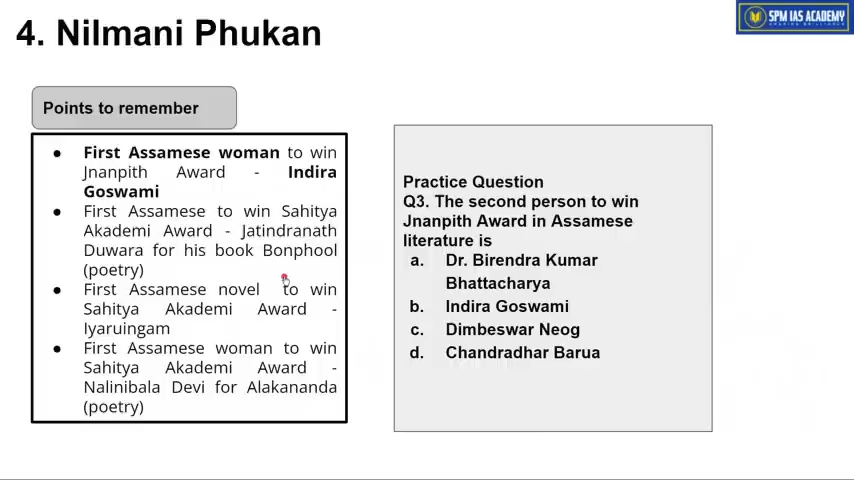 4. Nilmani Phukan
SPM IAS ACADEMY
Points to remember
● First Assamese woman to win
Jnanpith Award - Indira
Goswami
● First Assamese to win Sahitya
Akademi Award - Jatindranath
Duwara for his book Bonphool
(poetry)
● First Assamese novel to win
Sahitya Akademi Award -
Iyaruingam
● First Assamese woman to win
Sahitya Akademi Award -
Nalinibala Devi for Alakananda
(poetry)
Practice Question
Q3. The second person to win
Jnanpith Award in Assamese
literature is
a. Dr. Birendra Kumar
Bhattacharya
b. Indira Goswami
c. Dimbeswar Neog
d. Chandradhar Barua